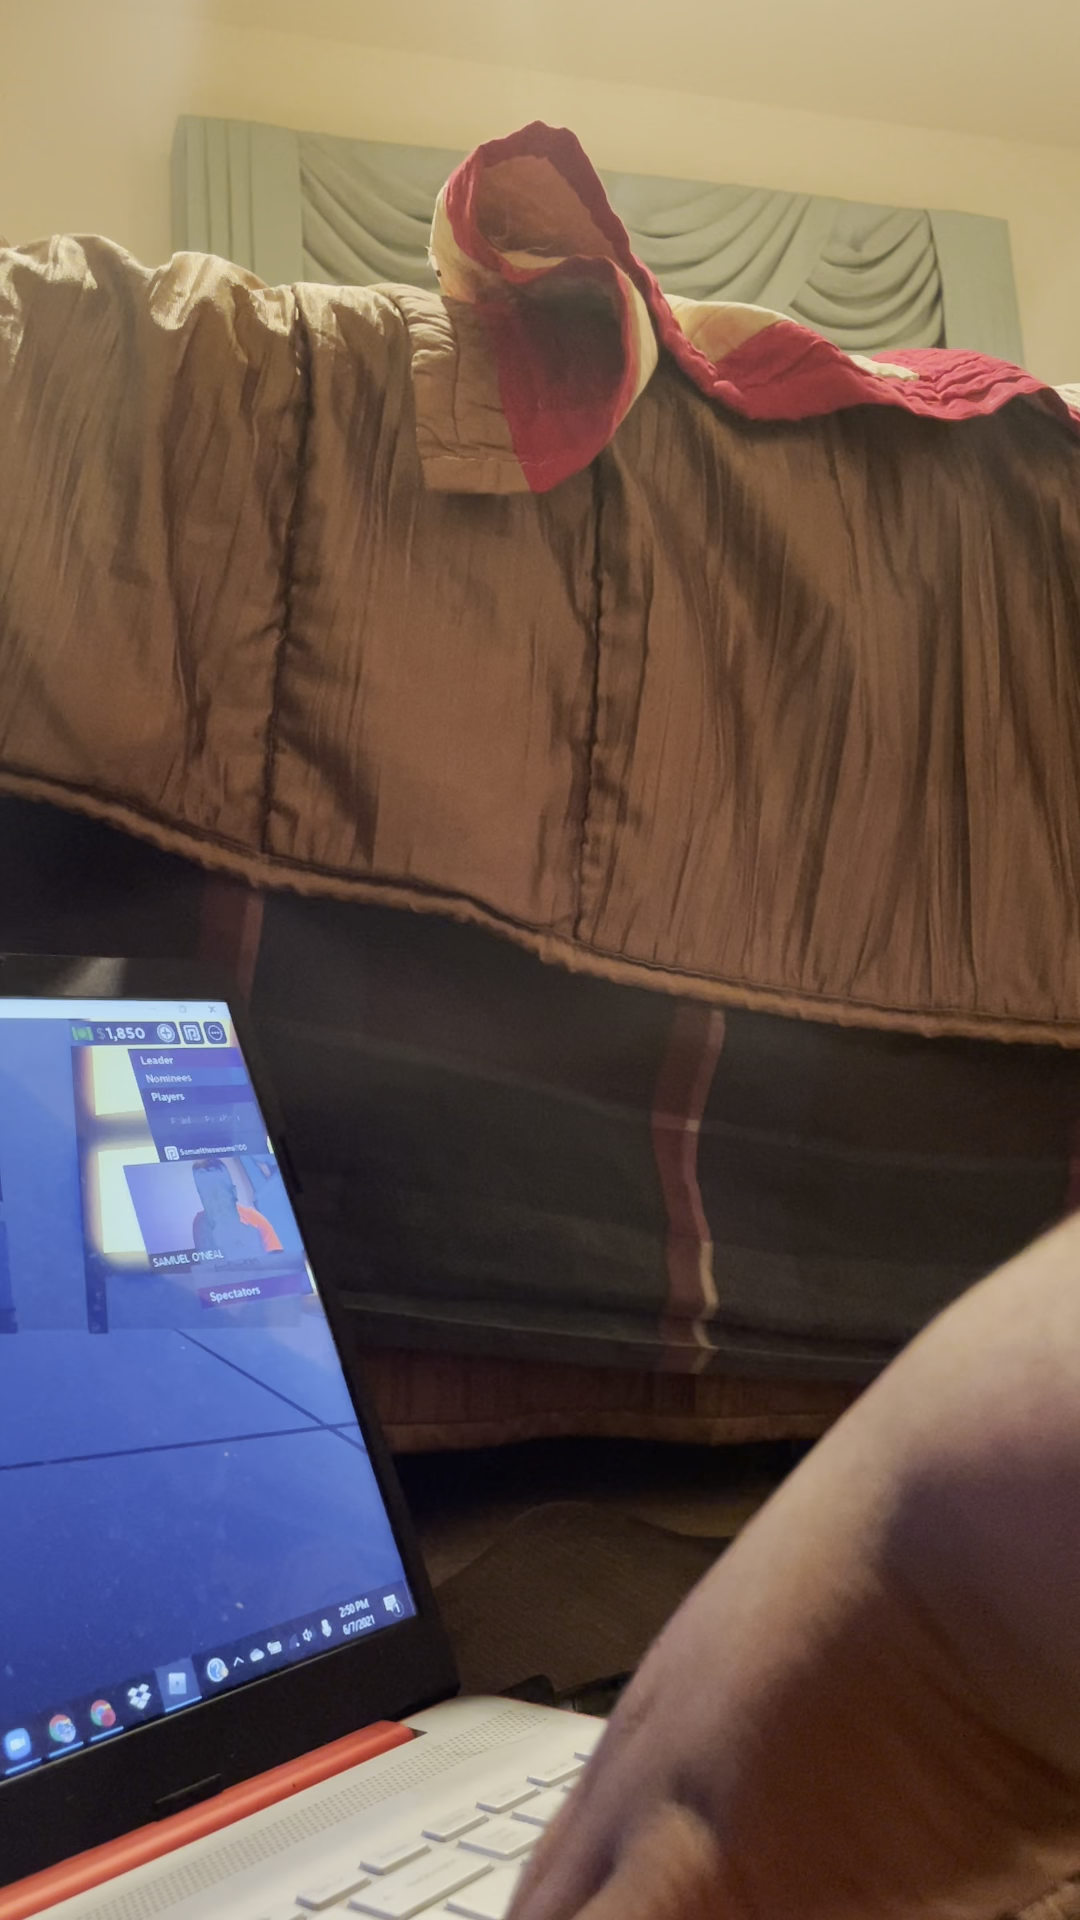 $1,850
Leader
Nominees
Players
SAMUEL O'NEAL
Spectators
2:50 PM
6/7/2021